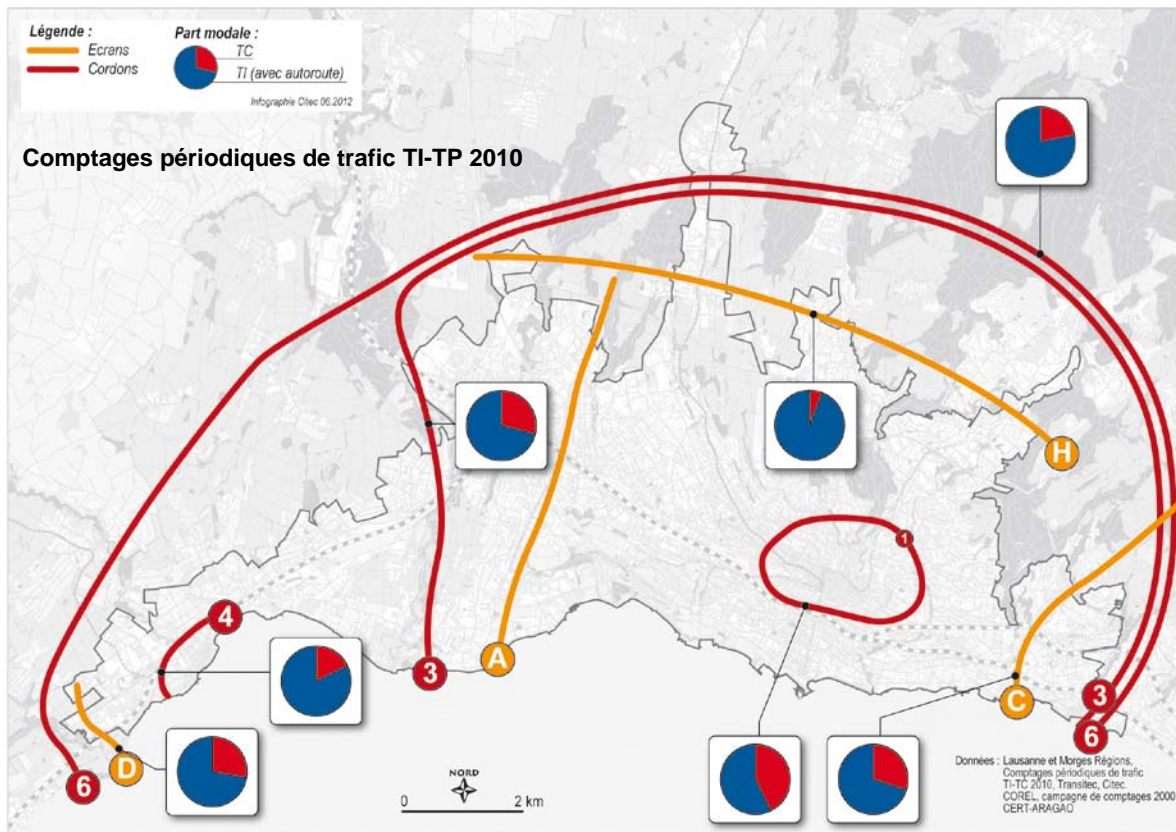 Légende :
Ecrans
Cordons
Part modale :
TC
TI (avec autoroute)
Infographie Citec 06.2012
Comptages périodiques de trafic TI-TP 2010
H
1
4
3
A
C
3
6
D
6
NORD
0 2 km
Données : Lausanne et Morges Régions,
Comptages périodiques de trafic
TI-TC 2010, Transitec, Citec.
COREL, campagne de comptages 2000
CERT-ARAGAO